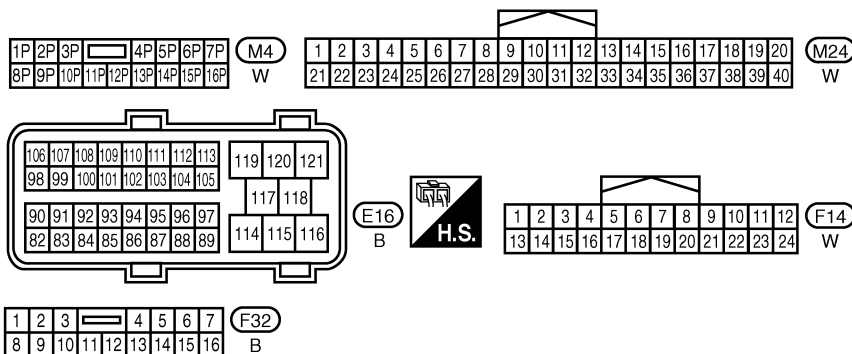 1P 2P 3P 4P 5P 6P 7P
8P 9P 10P 11P 12P 13P 14P 15P 16P
M4
W
1 2 3 4 5 6 7 8 9 10 11 12 13 14 15 16 17 18 19 20
21 22 23 24 25 26 27 28 29 30 31 32 33 34 35 36 37 38 39 40
M24
W
106 107 108 109 110 111 112 113
98 99 100 101 102 103 104 105
90 91 92 93 94 95 96 97
82 83 84 85 86 87 88 89
119 120 121
117 118
114 115 116
E16
B
H.S.
1 2 3 4 5 6 7 8 9 10 11 12
13 14 15 16 17 18 19 20 21 22 23 24
F14
W
1 2 3 4 5 6 7
8 9 10 11 12 13 14 15 16
F32
B